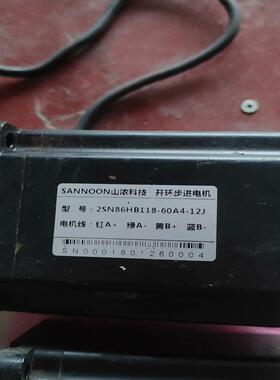 SANNOON山浓科技 开环步进电机
型 号：2SN86HB118-60A4-12J
电机线：红A+ 绿A- 黄B+ 蓝B-
SN0001801260004